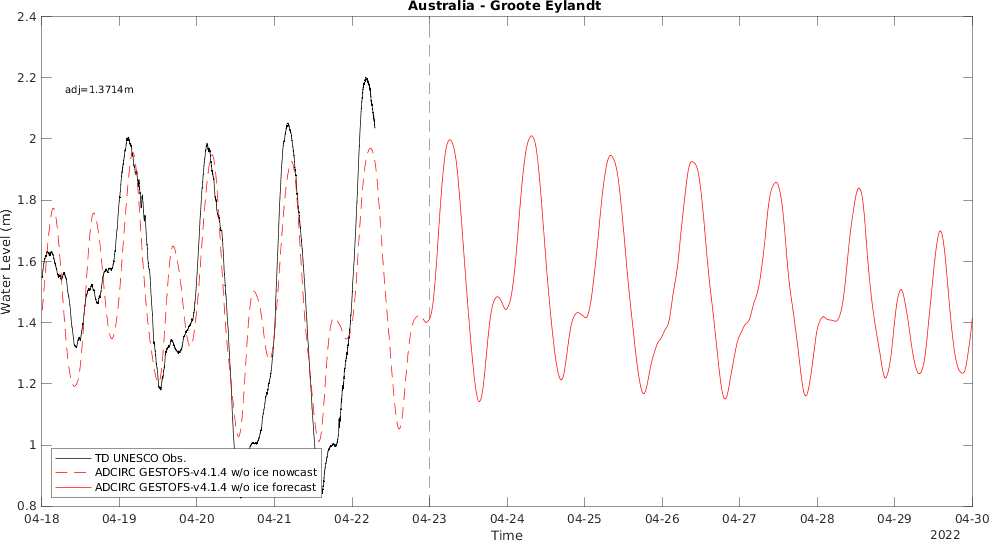 Australia - Groote Eylandt
2.4
2.2
2
1.8
1.6
1.4
1.2
1
0.8
Water Level (m)
adj=1.3714m
TD UNESCO Obs.
ADCIRC GESTOFS-v4.1.4 w/o ice nowcast
ADCIRC GESTOFS-v4.1.4 w/o ice forecast
04-18 04-19 04-20 04-21 04-22 04-23 04-24 04-25 04-26 04-27 04-28 04-29 04-30
Time
2022